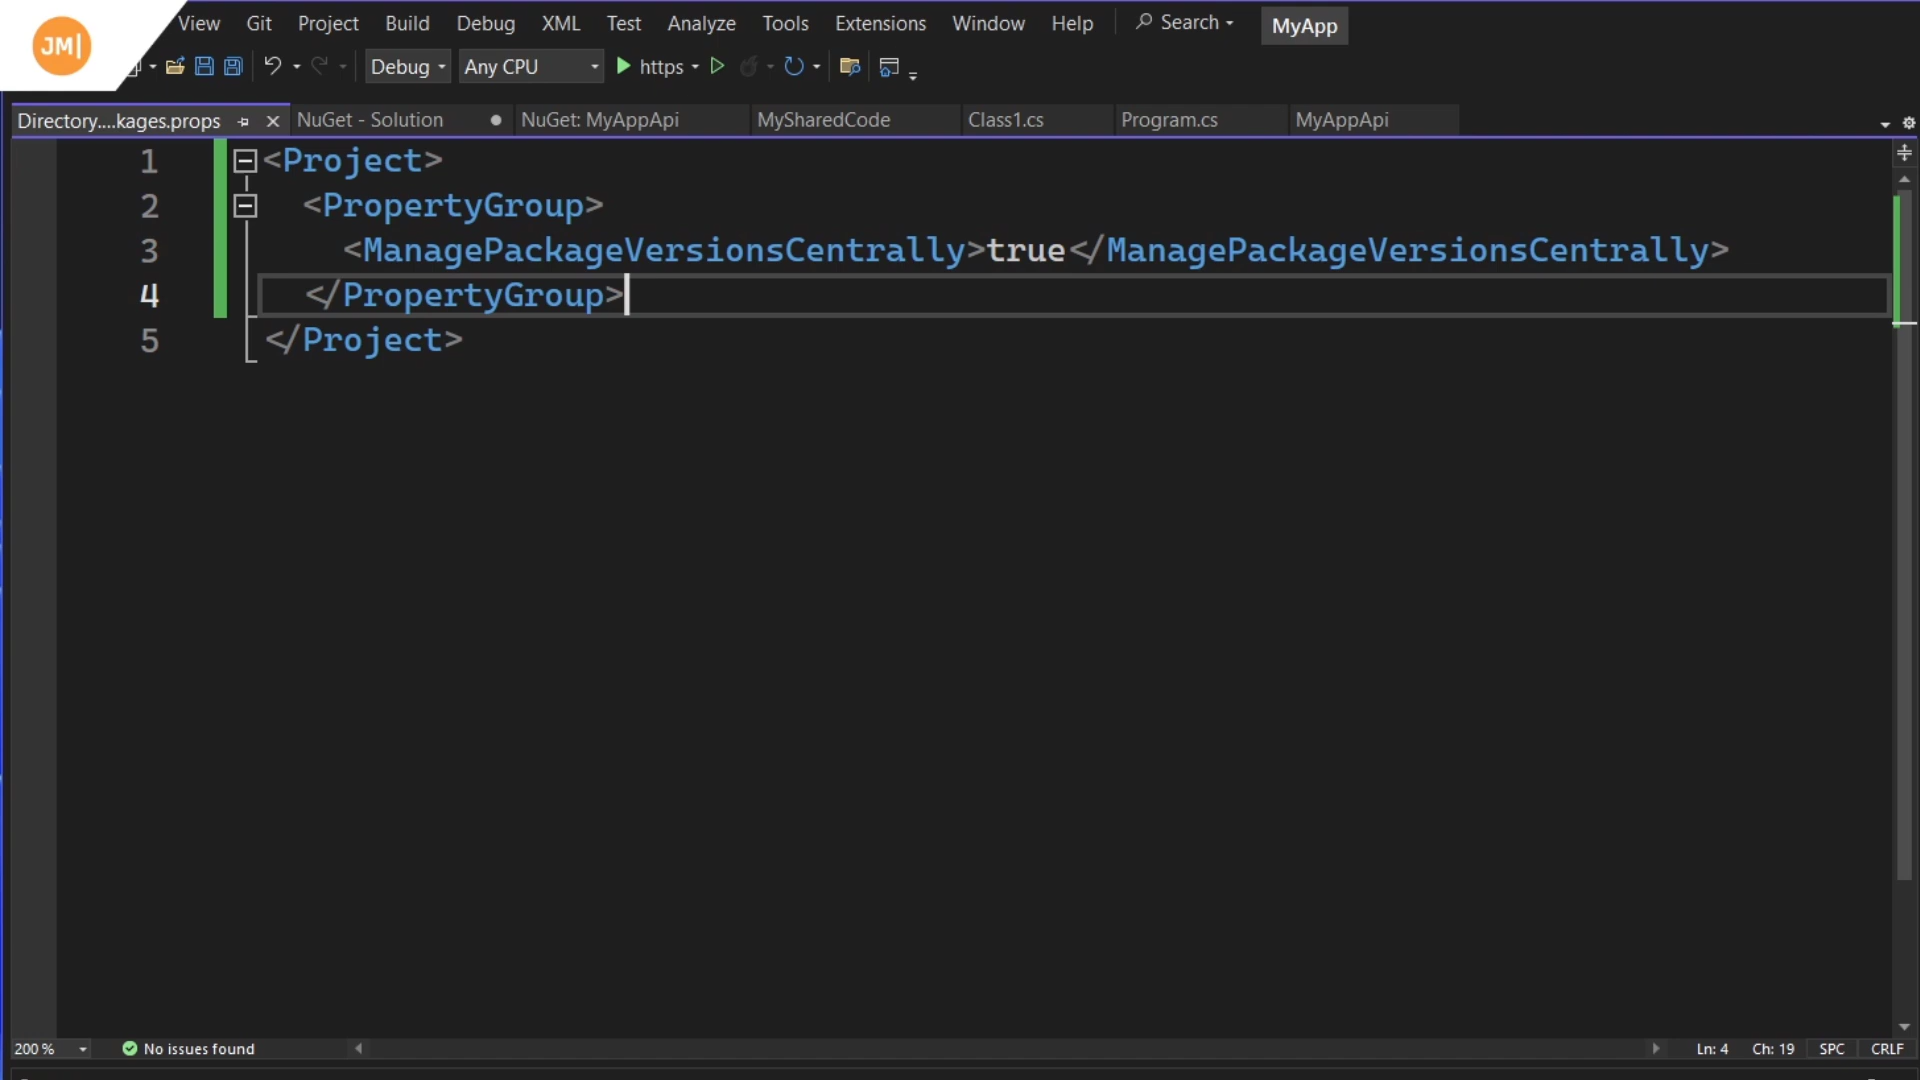 JM|
View Git Project Build Debug XML Test Analyze Tools Extensions Window Help Search MyApp
Debug Any CPU https
Directory....kages.props NuGet - Solution NuGet: MyAppApi MySharedCode Class1.cs Program.cs MyAppApi
1 <Project>
2 <PropertyGroup>
3 <ManagePackageVersionsCentrally>true</ManagePackageVersionsCentrally>
4 </PropertyGroup>
5 </Project>
200 % No issues found Ln: 4 Ch: 19 SPC CRLF